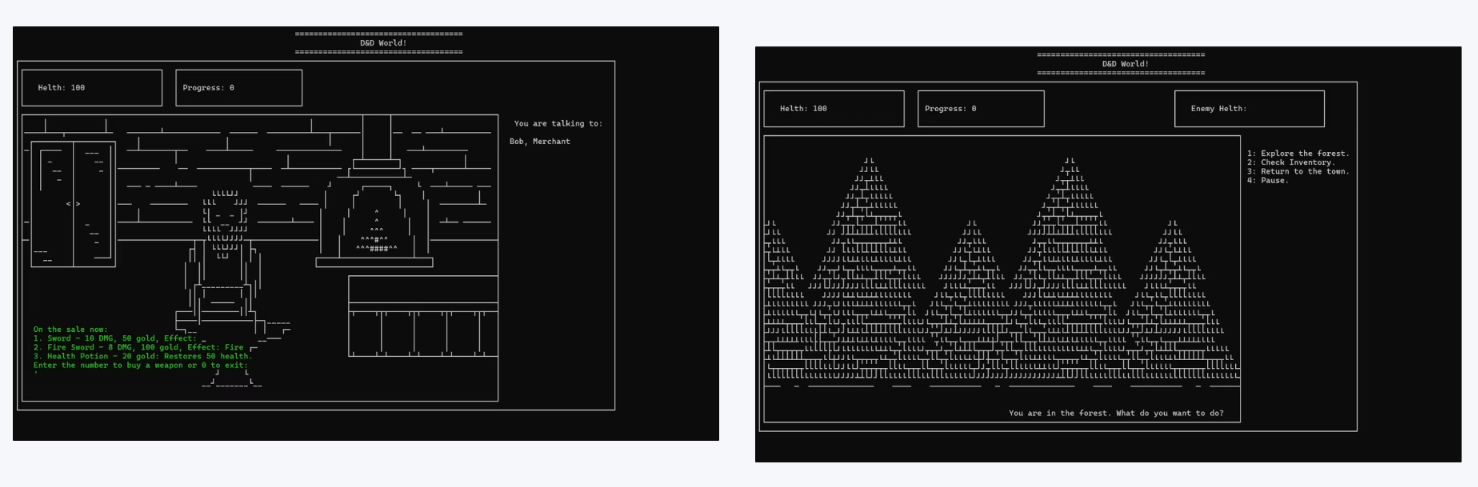 D&D World!
Helth: 100
Progress: 0
You are talking to:
Bob, Merchant
On the sale now:
1. Sword - 10 DMG, 50 gold, Effect:
2. Fire Sword - 8 DMG, 100 gold, Effect: Fire
3. Health Potion - 20 gold: Restores 50 health.
Enter the number to buy a weapon or 0 to exit:
D&D World!
Helth: 100
Progress: 0
Enemy Helth:
1: Explore the forest.
2: Check Inventory.
3: Return to the town.
4: Pause.
You are in the forest. What do you want to do?